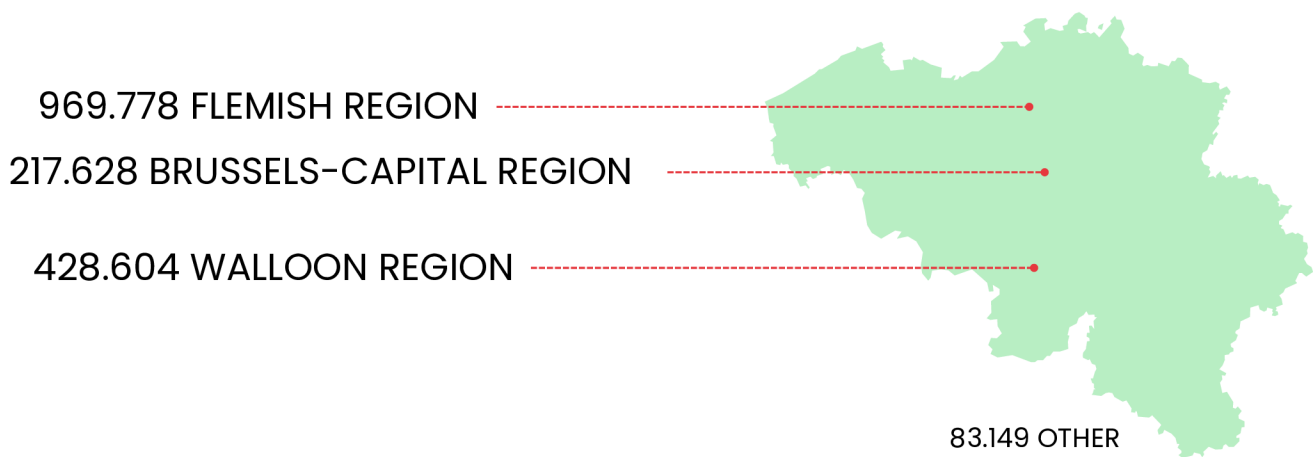 969.778 FLEMISH REGION
217.628 BRUSSELS-CAPITAL REGION
428.604 WALLOON REGION
83.149 OTHER